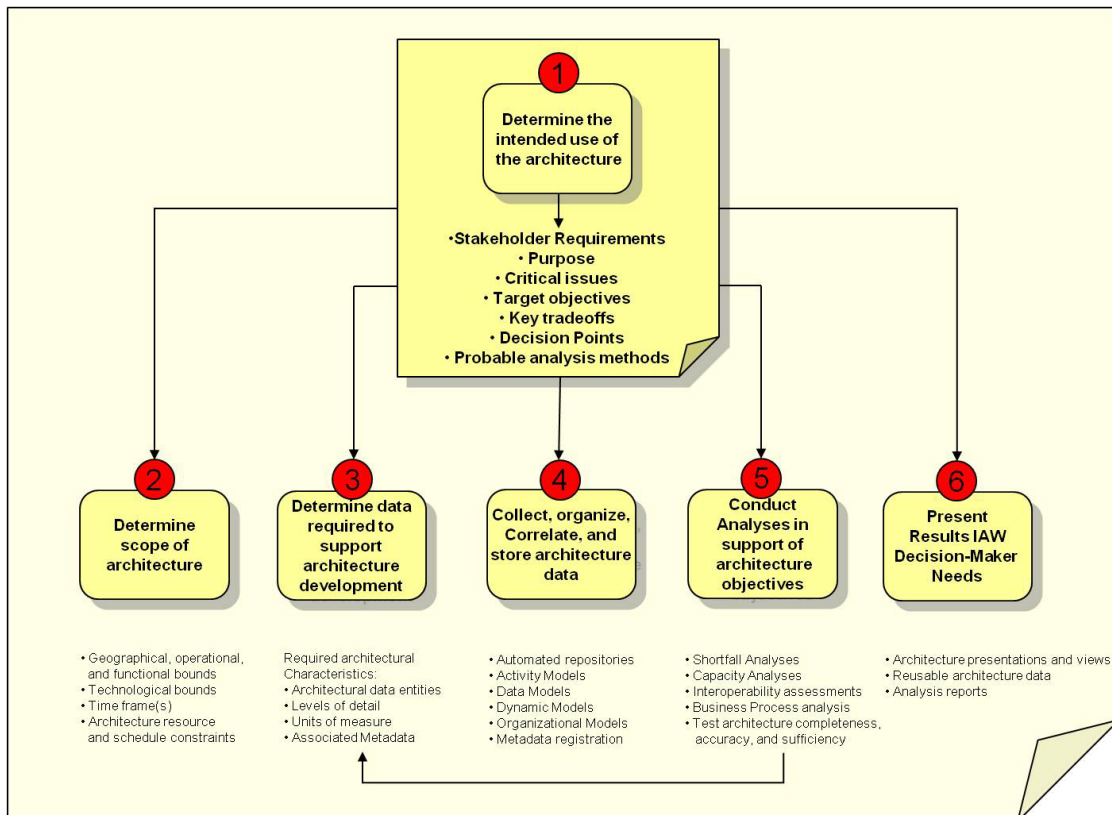 1
Determine the
intended use of
the architecture
•Stakeholder Requirements
• Purpose
• Critical issues
• Target objectives
• Key tradeoffs
• Decision Points
• Probable analysis methods
2
Determine
scope of
architecture
• Geographical, operational,
and functional bounds
• Technological bounds
• Time frame(s)
• Architecture resource
and schedule constraints
3
Determine data
required to
support
architecture
development
Required architectural
Characteristics:
• Architectural data entities
• Levels of detail
• Units of measure
• Associated Metadata
4
Collect, organize,
Correlate, and
store architecture
data
• Automated repositories
• Activity Models
• Data Models
• Dynamic Models
• Organizational Models
• Metadata registration
5
Conduct
Analyses in
support of
architecture
objectives
• Shortfall Analyses
• Capacity Analyses
• Interoperability assessments
• Business Process analysis
• Test architecture completeness,
accuracy, and sufficiency
6
Present
Results IAW
Decision-Maker
Needs
• Architecture presentations and views
• Reusable architecture data
• Analysis reports